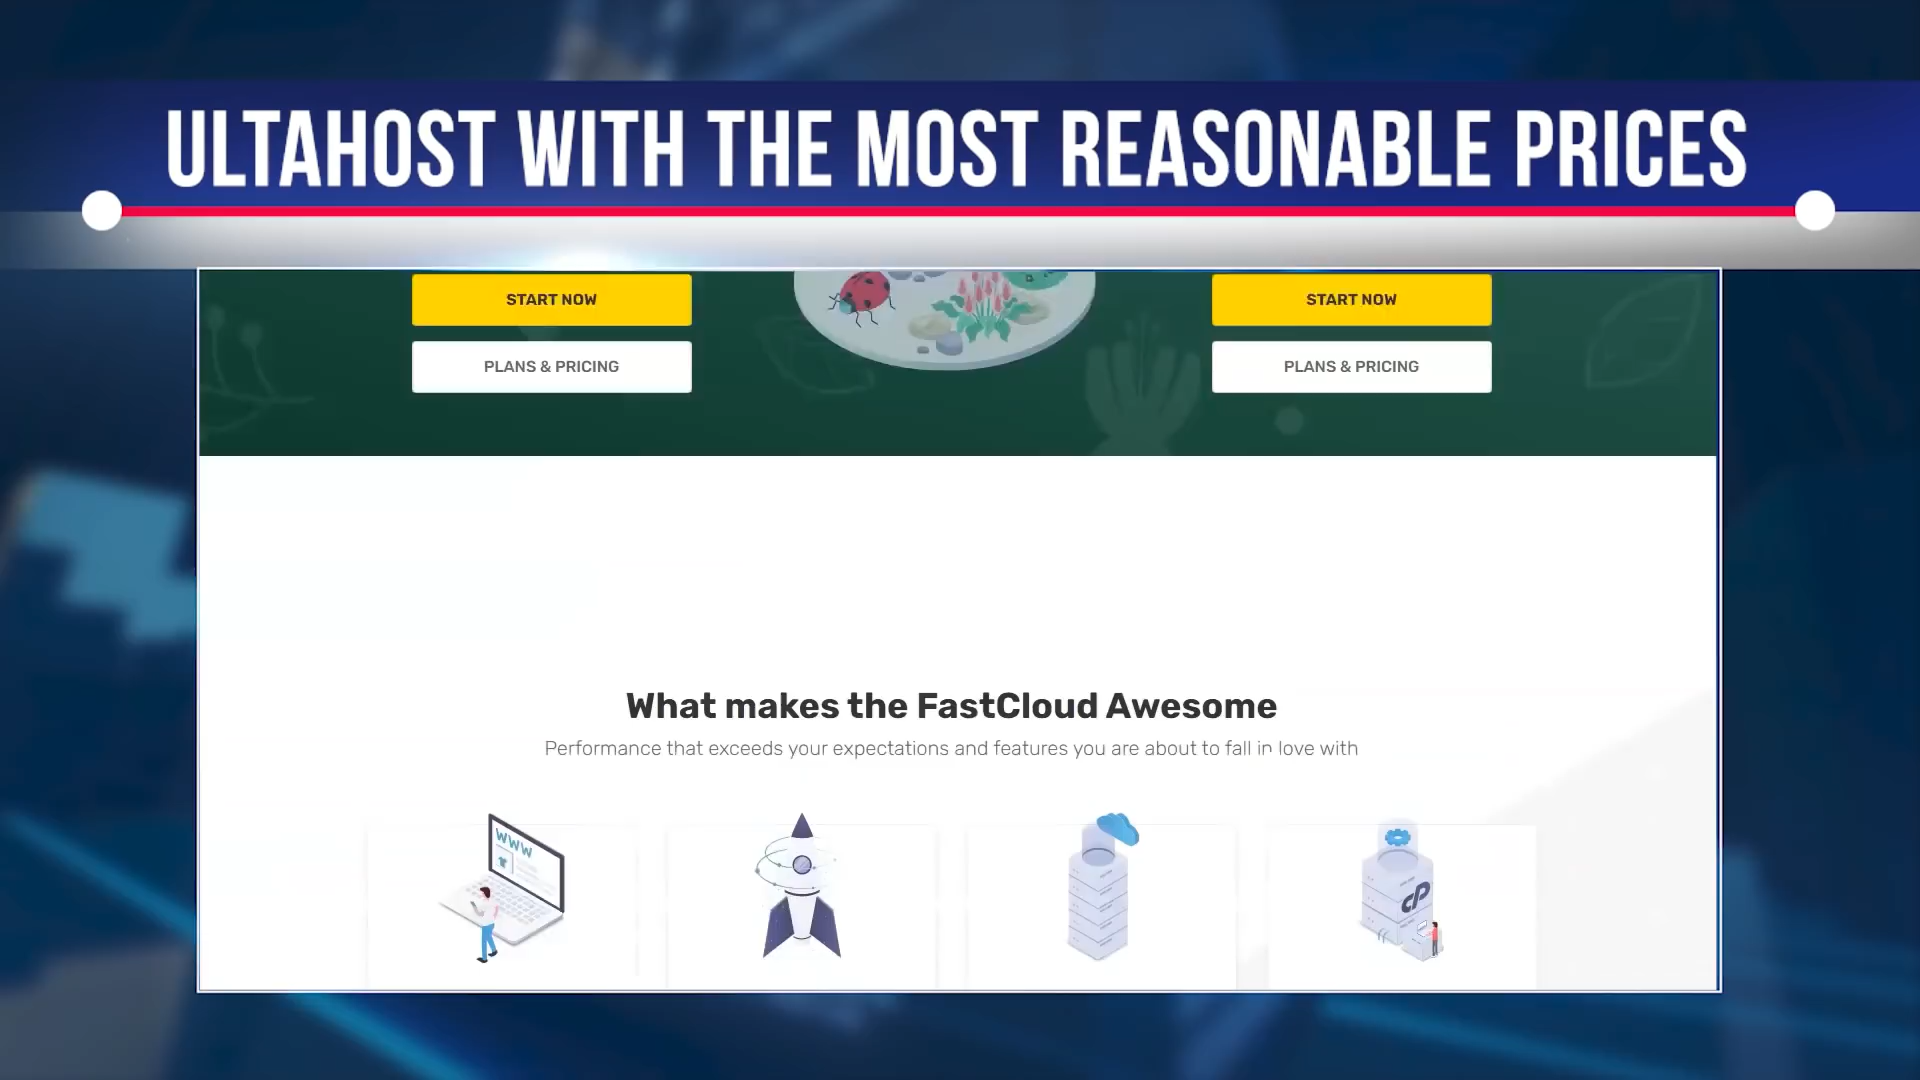 ULTAHOST WITH THE MOST REASONABLE PRICES
START NOW
START NOW
PLANS & PRICING
PLANS & PRICING
What makes the FastCloud Awesome
Performance that exceeds your expectations and features you are about to fall in love with
WWW
cP